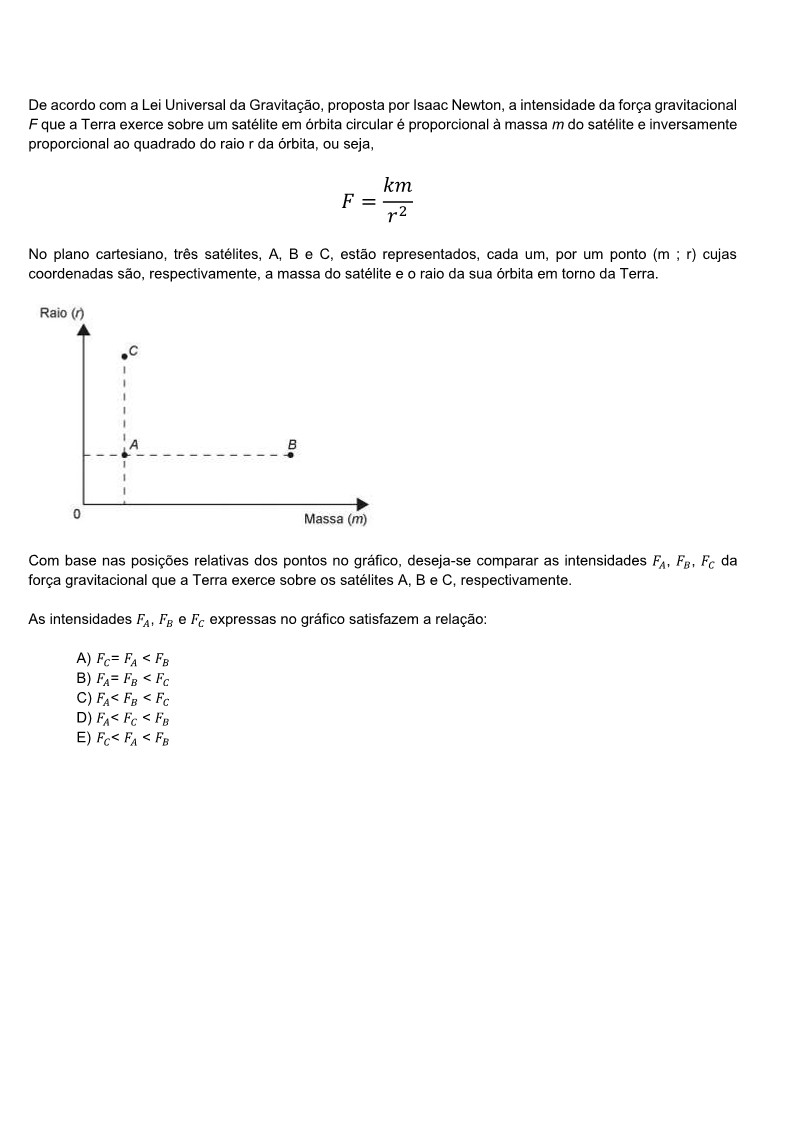 De acordo com a Lei Universal da Gravitação, proposta por Isaac Newton, a intensidade da força gravitacional
F que a Terra exerce sobre um satélite em órbita circular é proporcional à massa m do satélite e inversamente
proporcional ao quadrado do raio r da órbita, ou seja,
F = km / r²
No plano cartesiano, três satélites, A, B e C, estão representados, cada um, por um ponto (m ; r) cujas
coordenadas são, respectivamente, a massa do satélite e o raio da sua órbita em torno da Terra.
Raio (r)
C
A
B
0
Massa (m)
Com base nas posições relativas dos pontos no gráfico, deseja-se comparar as intensidades F_A, F_B, F_C da
força gravitacional que a Terra exerce sobre os satélites A, B e C, respectivamente.
As intensidades F_A, F_B e F_C expressas no gráfico satisfazem a relação:
A) F_C= F_A < F_B
B) F_A= F_B < F_C
C) F_A< F_B < F_C
D) F_A< F_C < F_B
E) F_C< F_A < F_B